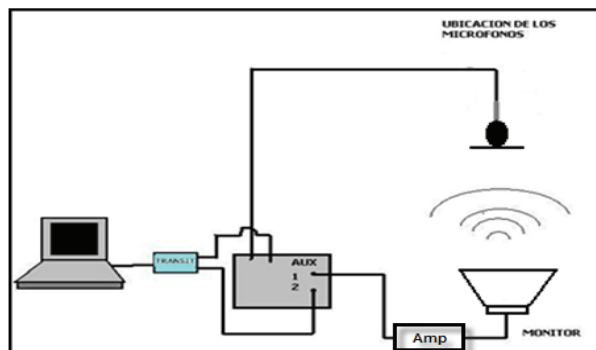 UBICACION DE LOS
MICROFONOS
TRANSIT
AUX
1
2
Amp
MONITOR